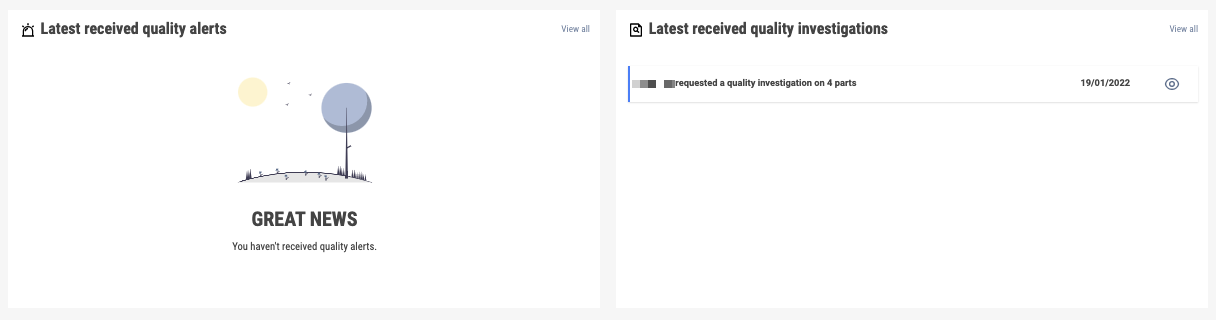 Latest received quality alerts
View all
GREAT NEWS
You haven't received quality alerts.
Latest received quality investigations
View all
requested a quality investigation on 4 parts
19/01/2022